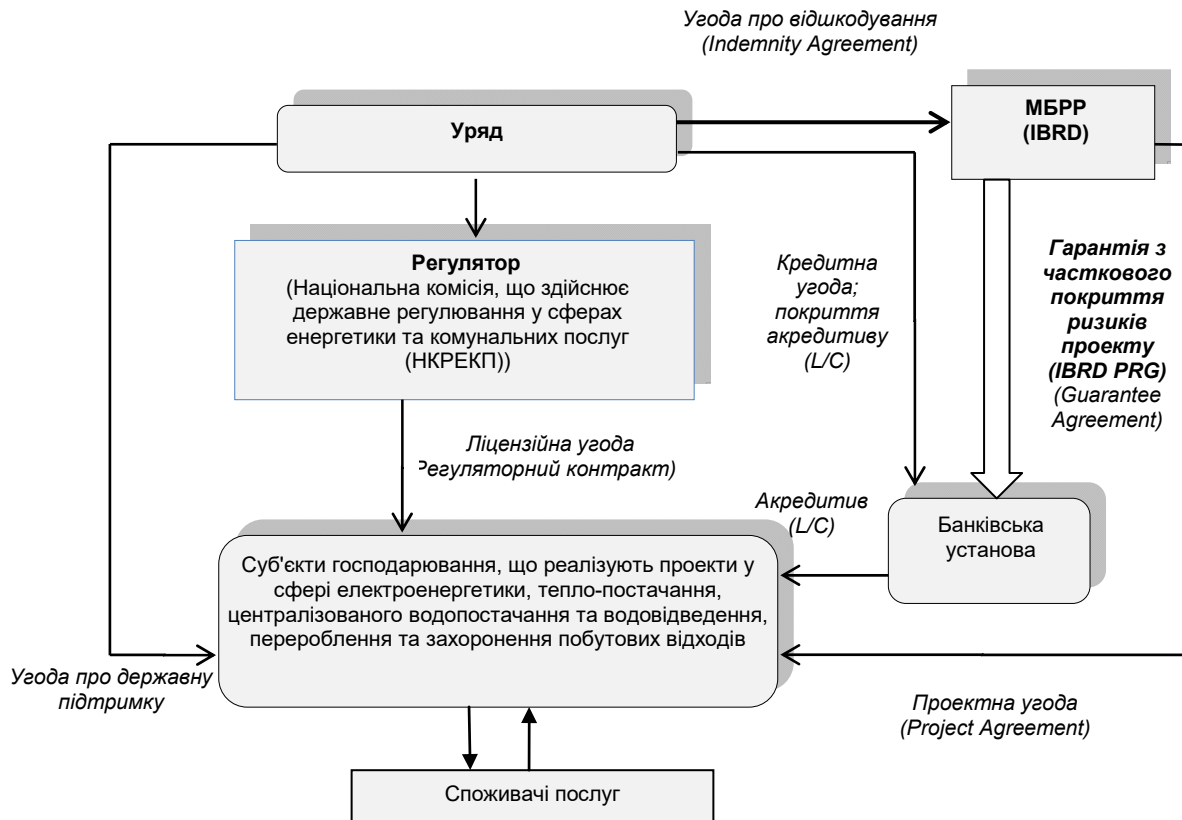 Угода про відшкодування
(Indemnity Agreement)
Уряд
МБРР
(IBRD)
Регулятор
(Національна комісія, що здійснює
державне регулювання у сферах
енергетики та комунальних послуг
(НКРЕКП))
Кредитна
угода;
покриття
акредитиву
(L/C)
Гарантія з
часткового
покриття
ризиків
проекту
(IBRD PRG)
(Guarantee
Agreement)
Ліцензійна угода
Регуляторний контракт)
Акредитив
(L/C)
Банківська
установа
Суб'єкти господарювання, що реалізують проекти у
сфері електроенергетики, тепло-постачання,
централізованого водопостачання та водовідведення,
перероблення та захоронення побутових відходів
Угода про державну
підтримку
Проектна угода
(Project Agreement)
Споживачі послуг